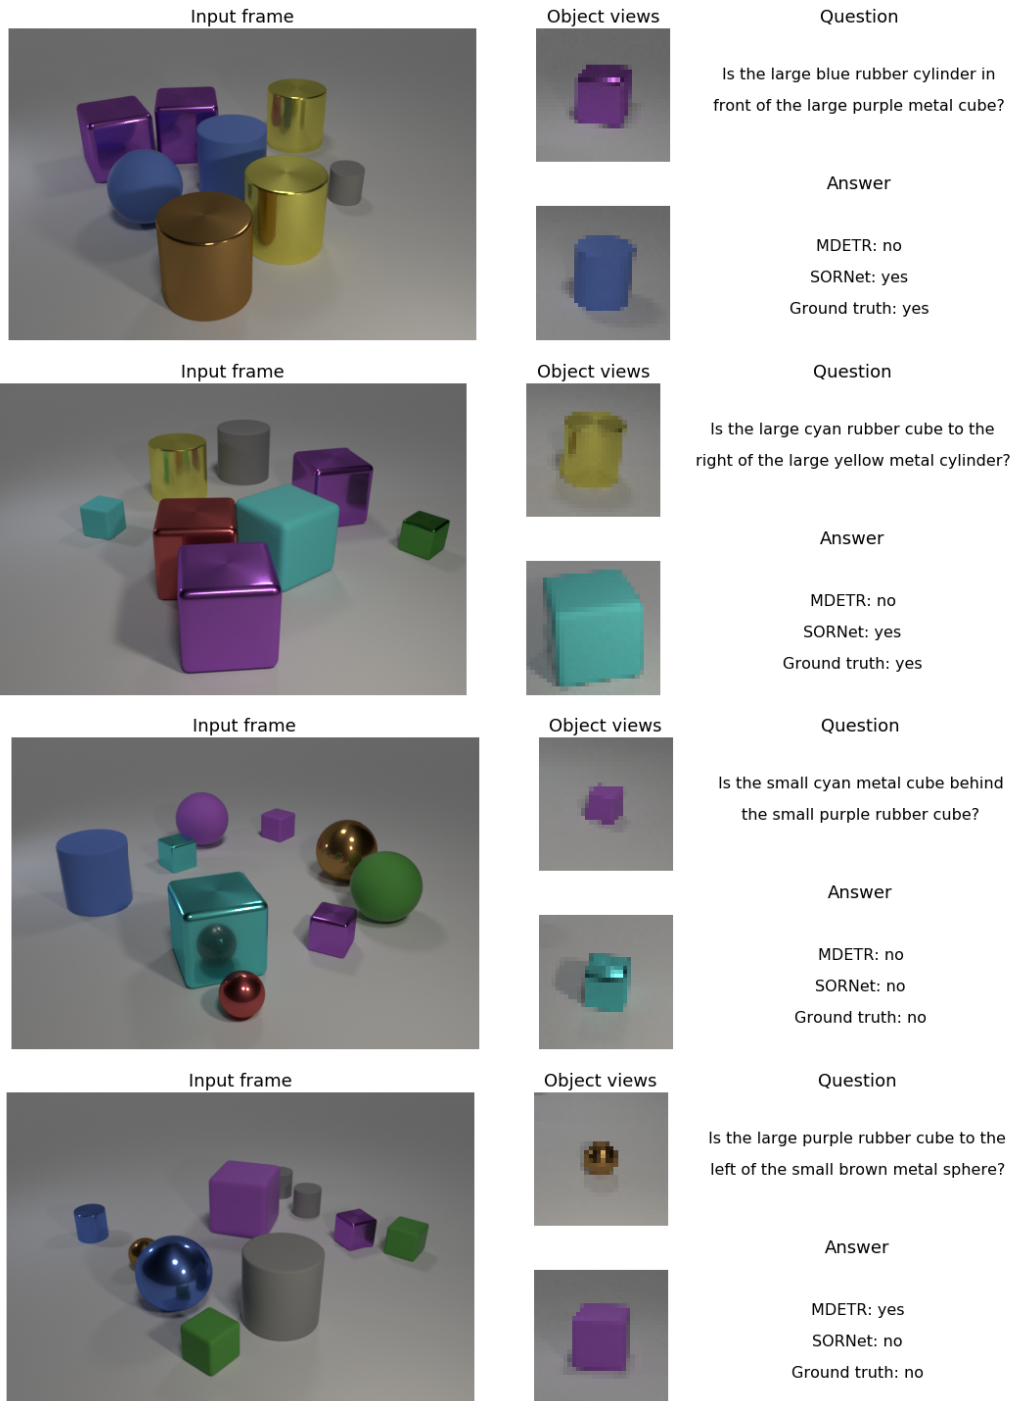 Input frame
Object views
Question
Is the large blue rubber cylinder in
front of the large purple metal cube?
Answer
MDETR: no
SORNet: yes
Ground truth: yes
Input frame
Object views
Question
Is the large cyan rubber cube to the
right of the large yellow metal cylinder?
Answer
MDETR: no
SORNet: yes
Ground truth: yes
Input frame
Object views
Question
Is the small cyan metal cube behind
the small purple rubber cube?
Answer
MDETR: no
SORNet: no
Ground truth: no
Input frame
Object views
Question
Is the large purple rubber cube to the
left of the small brown metal sphere?
Answer
MDETR: yes
SORNet: no
Ground truth: no